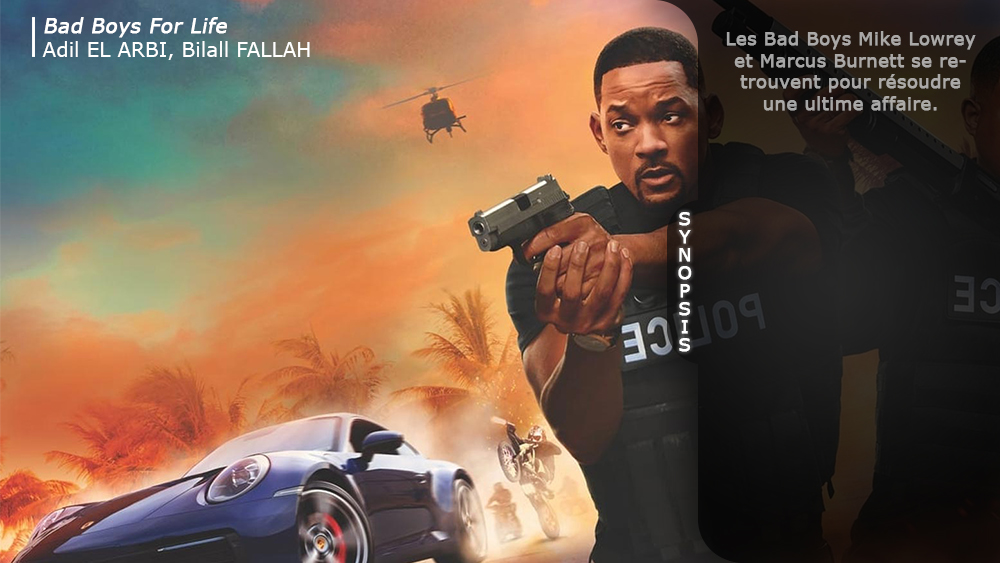 Bad Boys For Life
Adil EL ARBI, Bilall FALLAH
Les Bad Boys Mike Lowrey
et Marcus Burnett se re-
trouvent pour résoudre
une ultime affaire.
SYNOPSIS
POLICE
CE